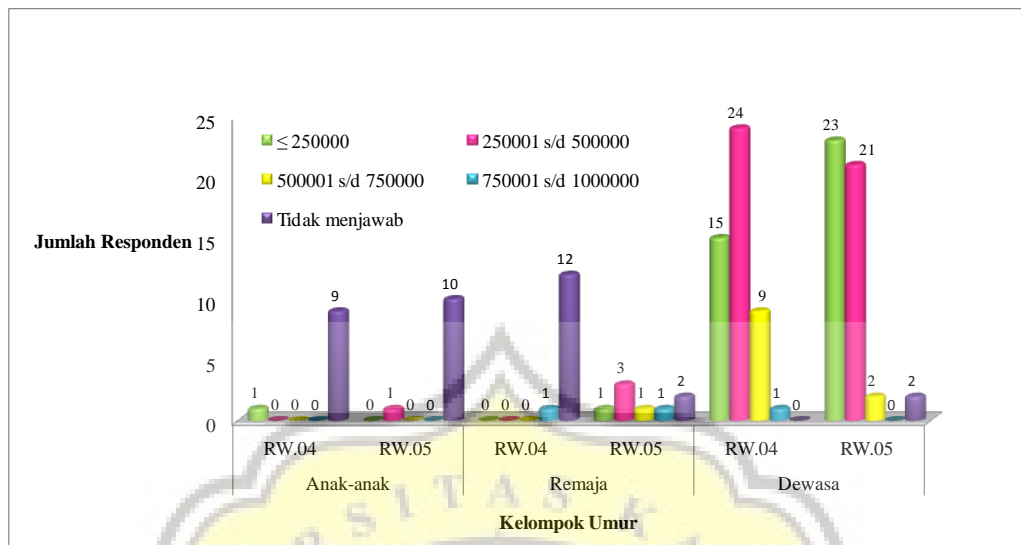 ≤ 250000
250001 s/d 500000
500001 s/d 750000
750001 s/d 1000000
Tidak menjawab
Jumlah Responden
25
20
15
10
5
0
1 0 0 0 9
0 1 0 0 10
0 0 0 1 12
1 3 1 1 2
15 24 9 1 0
23 21 2 0 2
RW.04 RW.05 RW.04 RW.05 RW.04 RW.05
Anak-anak Remaja Dewasa
Kelompok Umur
S I T A S K